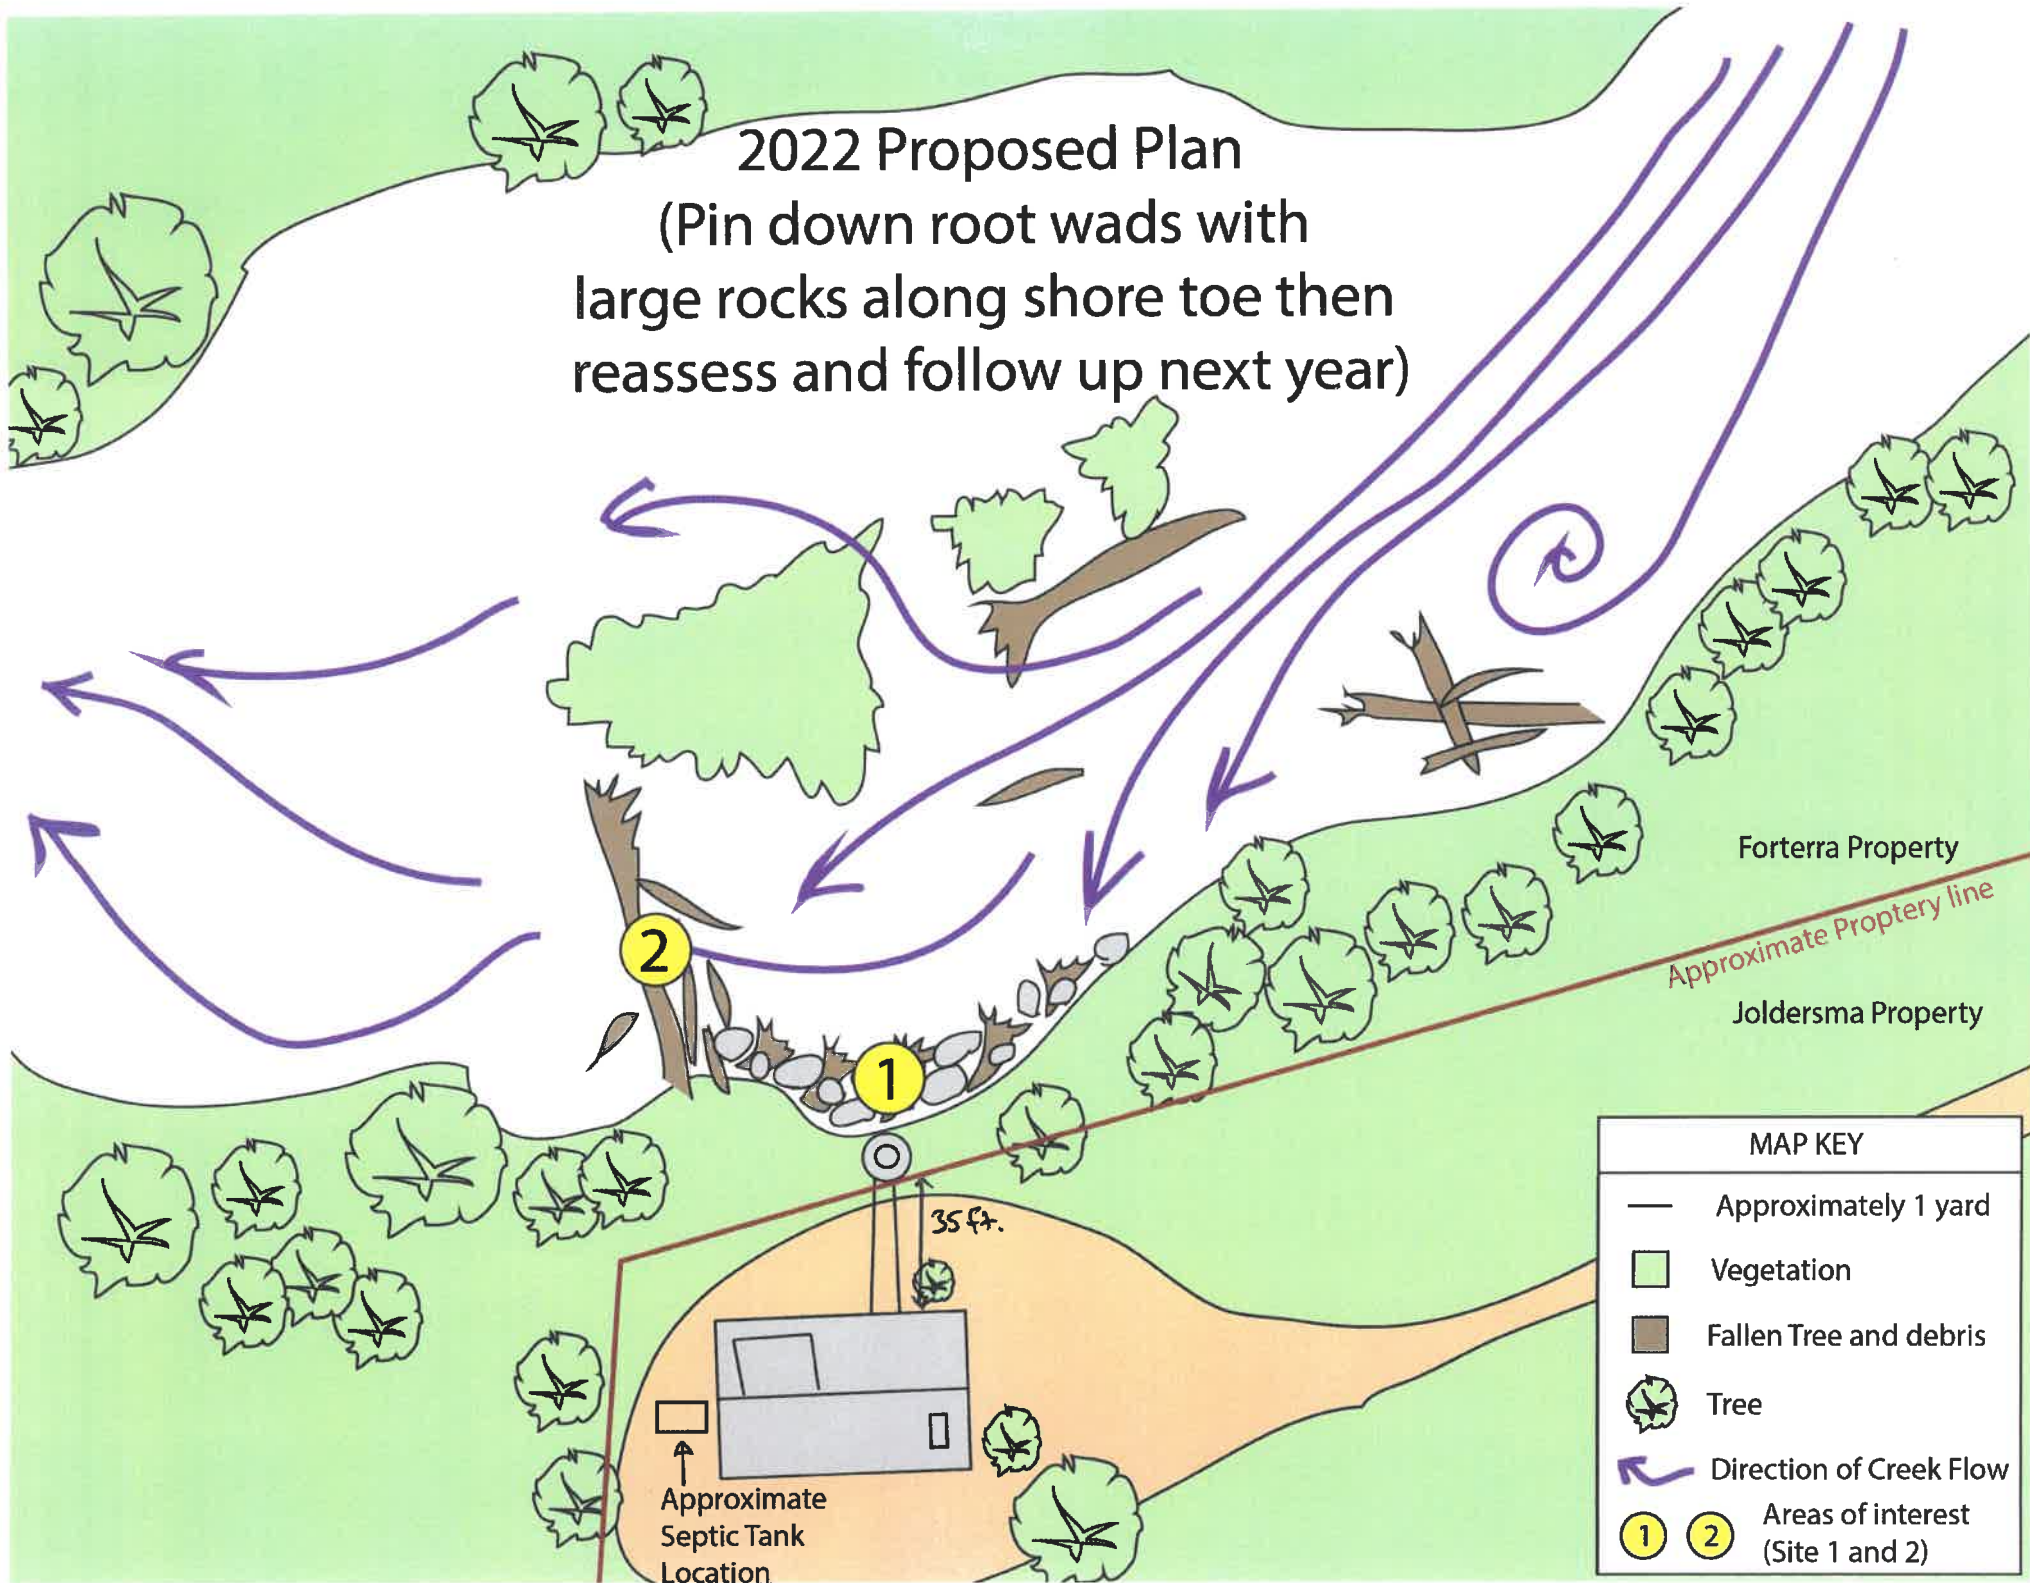 2022 Proposed Plan
(Pin down root wads with
large rocks along shore toe then
reassess and follow up next year)
Forterra Property
Approximate Proptery line
Joldersma Property
2
1
35ft.
Approximate
Septic Tank
Location
MAP KEY
Approximately 1 yard
Vegetation
Fallen Tree and debris
Tree
Direction of Creek Flow
1 2 Areas of interest
(Site 1 and 2)